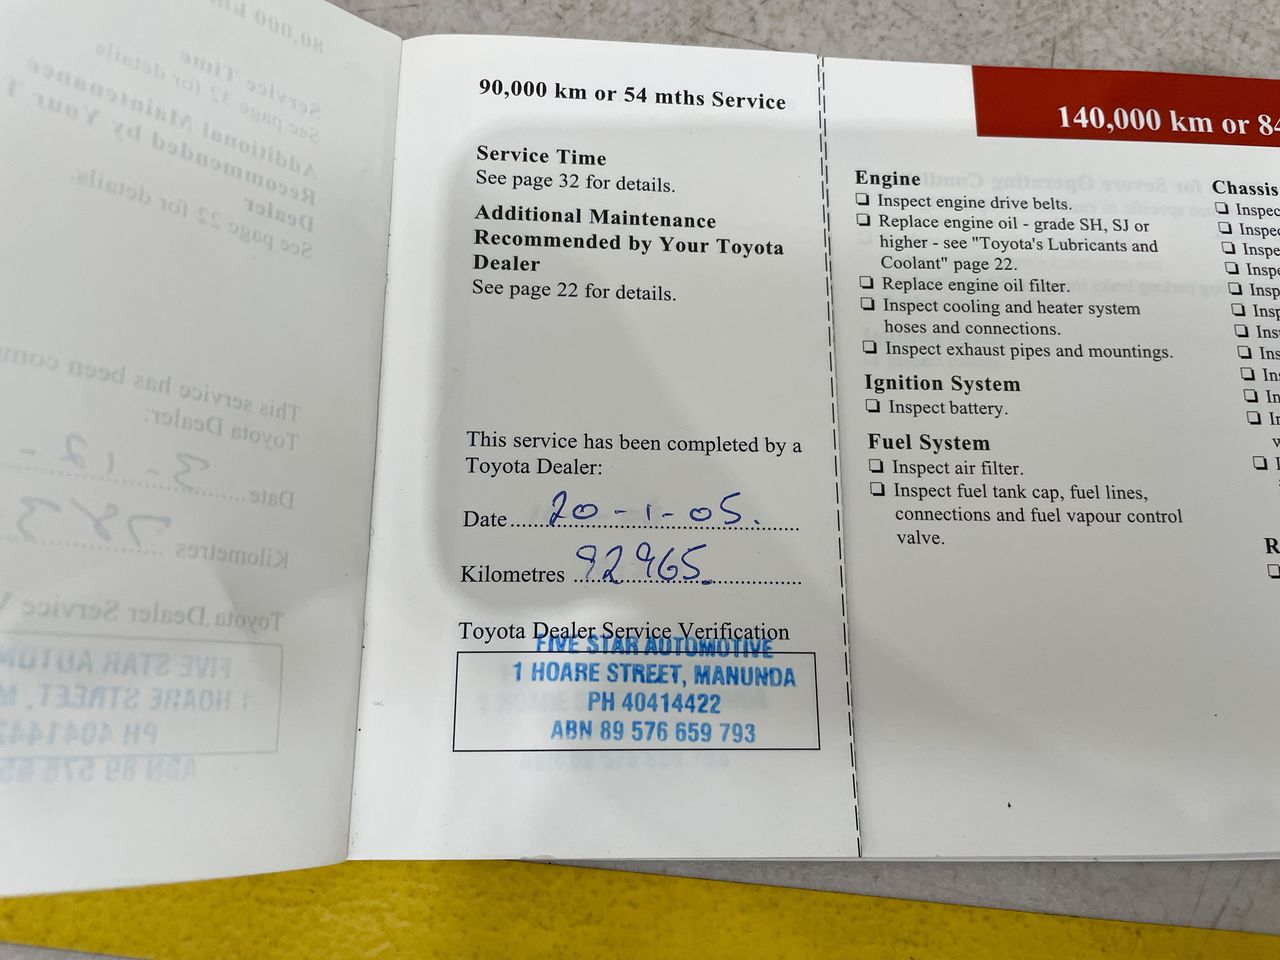 90,000 km or 54 mths Service
Service Time
See page 32 for details.
Additional Maintenance
Recommended by Your Toyota
Dealer
See page 22 for details.
This service has been completed by a
Toyota Dealer:
Date 20-1-05.
Kilometres 92965.
Toyota Dealer Service Verification
FIVE STAR AUTOMOTIVE
1 HOARE STREET, MANUNDA
PH 40414422
ABN 89 576 659 793
140,000 km or 84
Engine
❏ Inspect engine drive belts.
❏ Replace engine oil - grade SH, SJ or
higher - see "Toyota's Lubricants and
Coolant" page 22.
❏ Replace engine oil filter.
❏ Inspect cooling and heater system
hoses and connections.
❏ Inspect exhaust pipes and mountings.
Ignition System
❏ Inspect battery.
Fuel System
❏ Inspect air filter.
❏ Inspect fuel tank cap, fuel lines,
connections and fuel vapour control
valve.
Chassis